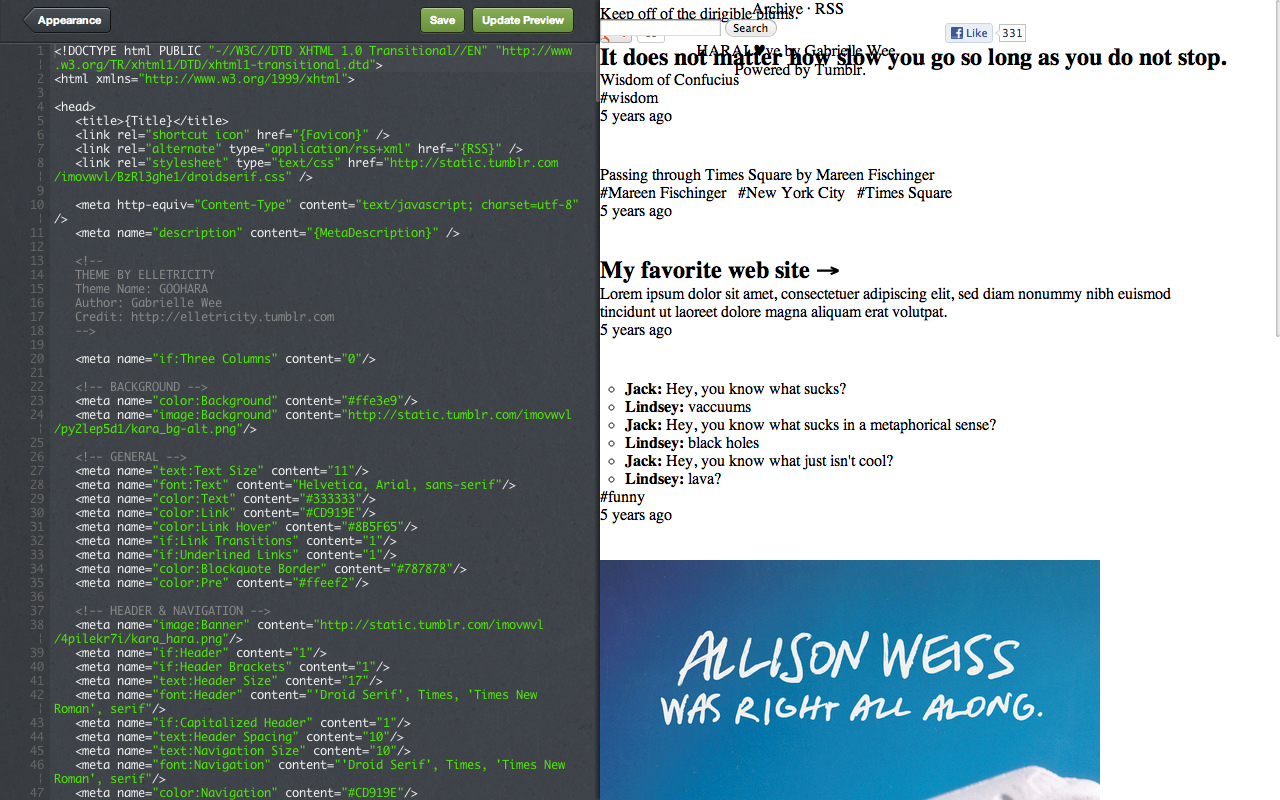 Appearance
Save
Update Preview
1 <!DOCTYPE html PUBLIC "-//W3C//DTD XHTML 1.0 Transitional//EN" "http://www
.w3.org/TR/xhtml1/DTD/xhtml1-transitional.dtd">
2 <html xmlns="http://www.w3.org/1999/xhtml">
3
4 <head>
5 <title>{Title}</title>
6 <link rel="shortcut icon" href="{Favicon}" />
7 <link rel="alternate" type="application/rss+xml" href="{RSS}" />
8 <link rel="stylesheet" type="text/css" href="http://static.tumblr.com
/imovwvl/BzRl3ghe1/droidserif.css" />
9
10 <meta http-equiv="Content-Type" content="text/javascript; charset=utf-8"
/>
11 <meta name="description" content="{MetaDescription}" />
12
13 <!--
14 THEME BY ELLETRICITY
15 Theme Name: GOOHARA
16 Author: Gabrielle Wee
17 Credit: http://elletricity.tumblr.com
18 -->
19
20 <meta name="if:Three Columns" content="0"/>
21
22 <!-- BACKGROUND -->
23 <meta name="color:Background" content="#ffe3e9"/>
24 <meta name="image:Background" content="http://static.tumblr.com/imovwvl
/py2lep5d1/kara_bg-alt.png"/>
25
26 <!-- GENERAL -->
27 <meta name="text:Text Size" content="11"/>
28 <meta name="font:Text" content="Helvetica, Arial, sans-serif"/>
29 <meta name="color:Text" content="#333333"/>
30 <meta name="color:Link" content="#CD919E"/>
31 <meta name="color:Link Hover" content="#8B5F65"/>
32 <meta name="if:Link Transitions" content="1"/>
33 <meta name="if:Underlined Links" content="1"/>
34 <meta name="color:Blockquote Border" content="#787878"/>
35 <meta name="color:Pre" content="#ffeef2"/>
36
37 <!-- HEADER & NAVIGATION -->
38 <meta name="image:Banner" content="http://static.tumblr.com/imovwvl
/4pilekr7i/kara_hara.png"/>
39 <meta name="if:Header" content="1"/>
40 <meta name="if:Header Brackets" content="1"/>
41 <meta name="text:Header Size" content="17"/>
42 <meta name="font:Header" content="'Droid Serif', Times, 'Times New
Roman', serif"/>
43 <meta name="if:Capitalized Header" content="1"/>
44 <meta name="text:Header Spacing" content="10"/>
45 <meta name="text:Navigation Size" content="10"/>
46 <meta name="font:Navigation" content="'Droid Serif', Times, 'Times New
Roman', serif"/>
47 <meta name="color:Navigation" content="#CD919E"/>
Archive · RSS
Keep off of the dirigible plums.
Search
Like
331
HARAL♥ve by Gabrielle Wee
It does not matter how slow you go so long as you do not stop.
Powered by Tumblr.
Wisdom of Confucius
#wisdom
5 years ago
Passing through Times Square by Mareen Fischinger
#Mareen Fischinger #New York City #Times Square
5 years ago
My favorite web site →
Lorem ipsum dolor sit amet, consectetuer adipiscing elit, sed diam nonummy nibh euismod
tincidunt ut laoreet dolore magna aliquam erat volutpat.
5 years ago
Jack: Hey, you know what sucks?
Lindsey: vaccuums
Jack: Hey, you know what sucks in a metaphorical sense?
Lindsey: black holes
Jack: Hey, you know what just isn't cool?
Lindsey: lava?
#funny
5 years ago
ALLISON WEISS
WAS RIGHT ALL ALONG.